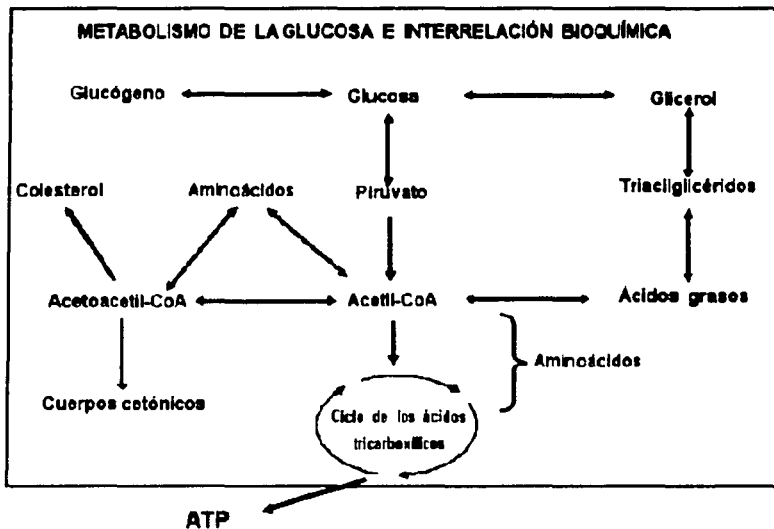 METABOLISMO DE LA GLUCOSA E INTERRELACIÓN BIOQUÍMICA
Glucógeno Glucosa Glicerol
Colesterol Aminoácidos Piruvato Triacilglicéridos
Acetoacetil-CoA Acetil-CoA Ácidos grasos
Aminoácidos
Cuerpos cetónicos
Ciclo de los ácidos
tricarboxílicos
ATP